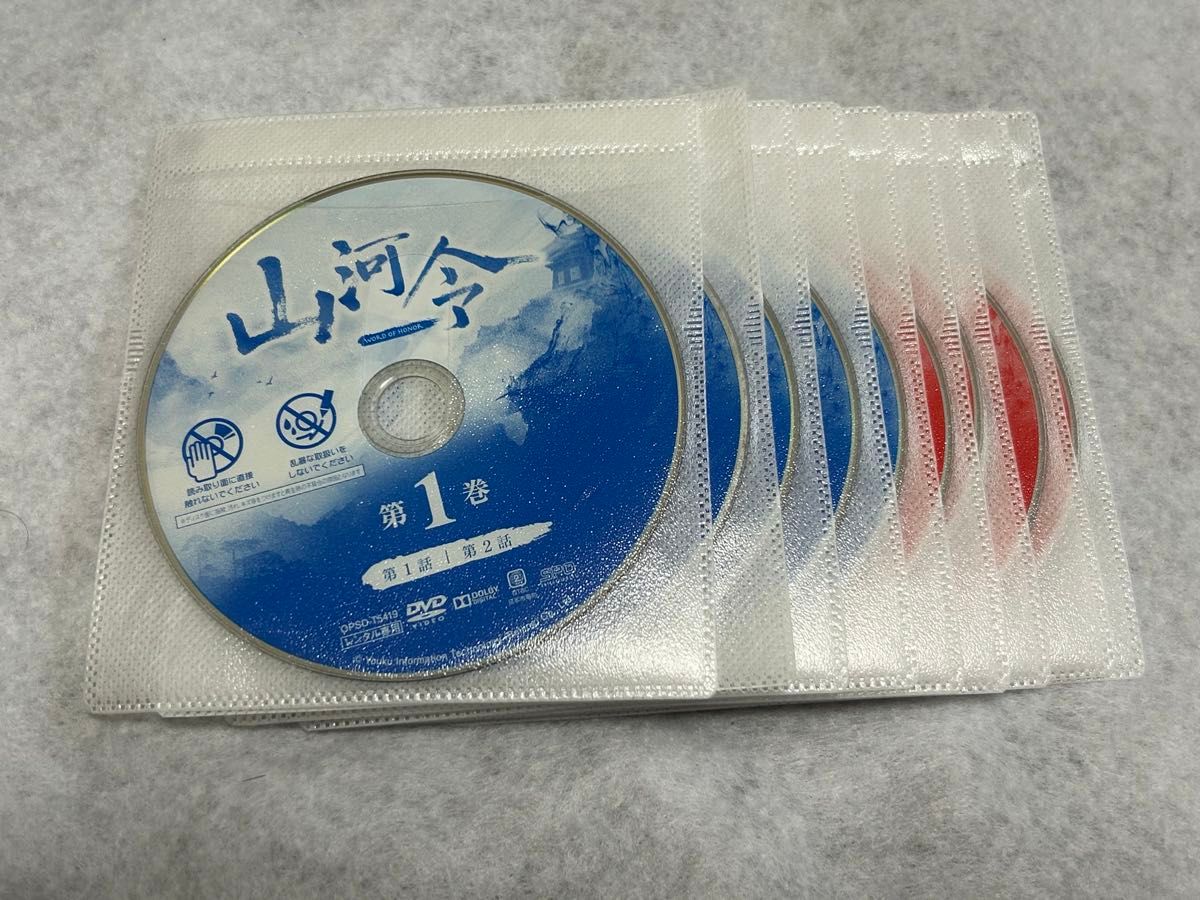 山河令
WORD OF HONOR
読み取り面に直接
触れないでください
乱暴な取扱いを
しないでください
第1巻
第1話 | 第2話
OPSD-T5419
レンタル専用
DVD
VIDEO
DOLBY
DIGITAL
2
© Youku Information Technology